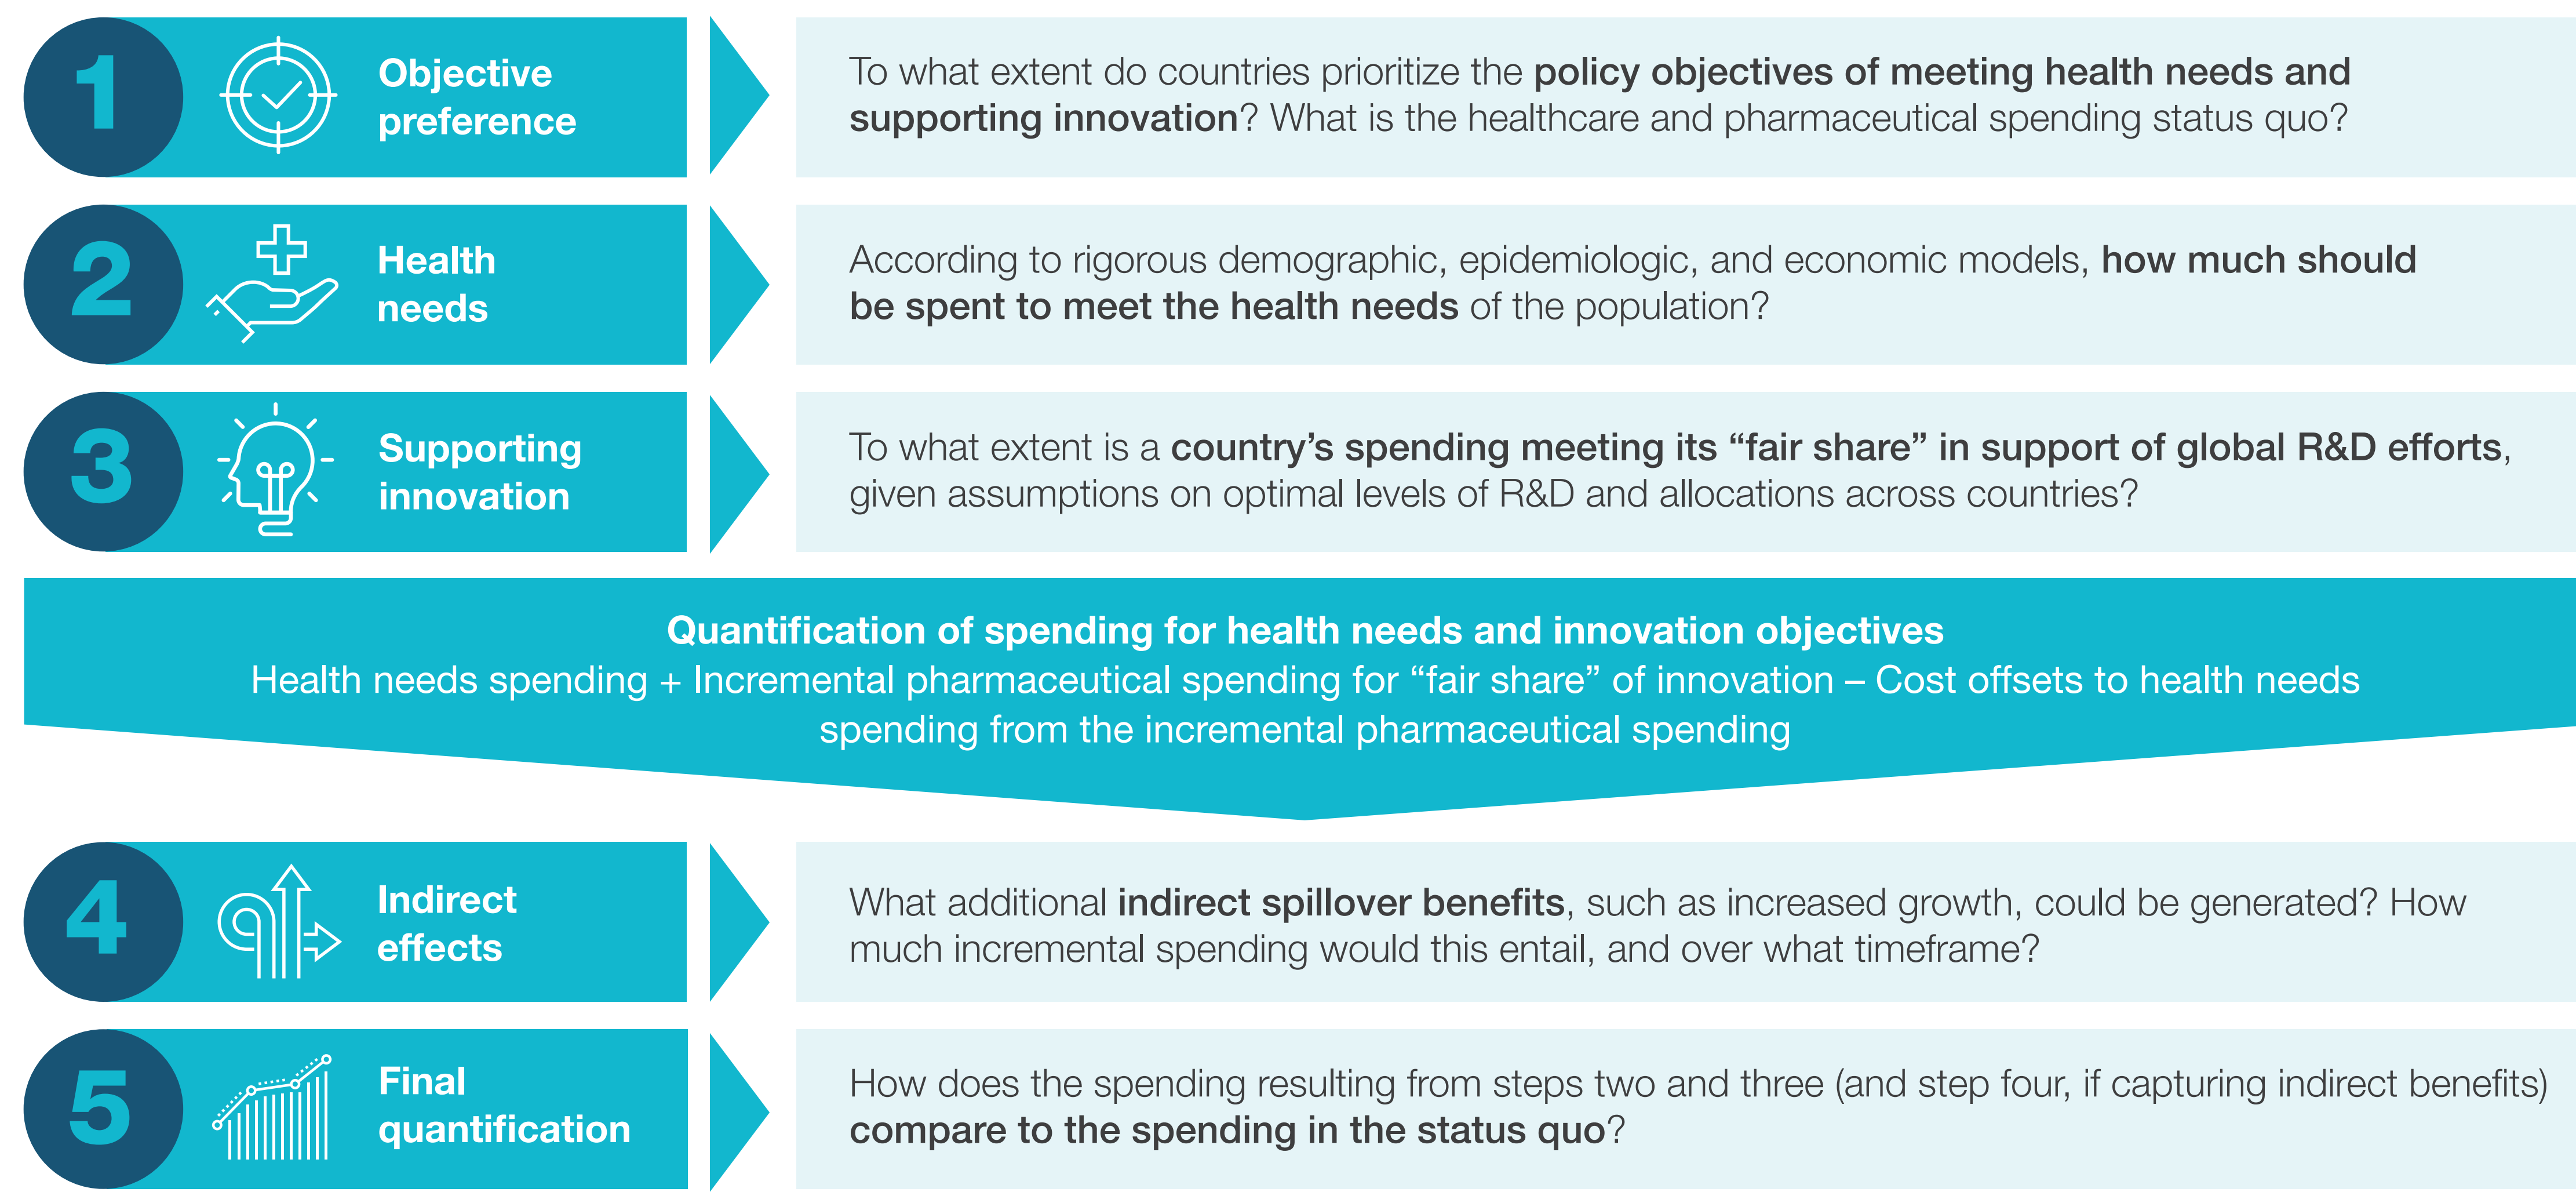 1
Objective
preference
To what extent do countries prioritize the policy objectives of meeting health needs and
supporting innovation? What is the healthcare and pharmaceutical spending status quo?
2
Health
needs
According to rigorous demographic, epidemiologic, and economic models, how much should
be spent to meet the health needs of the population?
3
Supporting
innovation
To what extent is a country’s spending meeting its “fair share” in support of global R&D efforts,
given assumptions on optimal levels of R&D and allocations across countries?
Quantification of spending for health needs and innovation objectives
Health needs spending + Incremental pharmaceutical spending for “fair share” of innovation – Cost offsets to health needs
spending from the incremental pharmaceutical spending
4
Indirect
effects
What additional indirect spillover benefits, such as increased growth, could be generated? How
much incremental spending would this entail, and over what timeframe?
5
Final
quantification
How does the spending resulting from steps two and three (and step four, if capturing indirect benefits)
compare to the spending in the status quo?